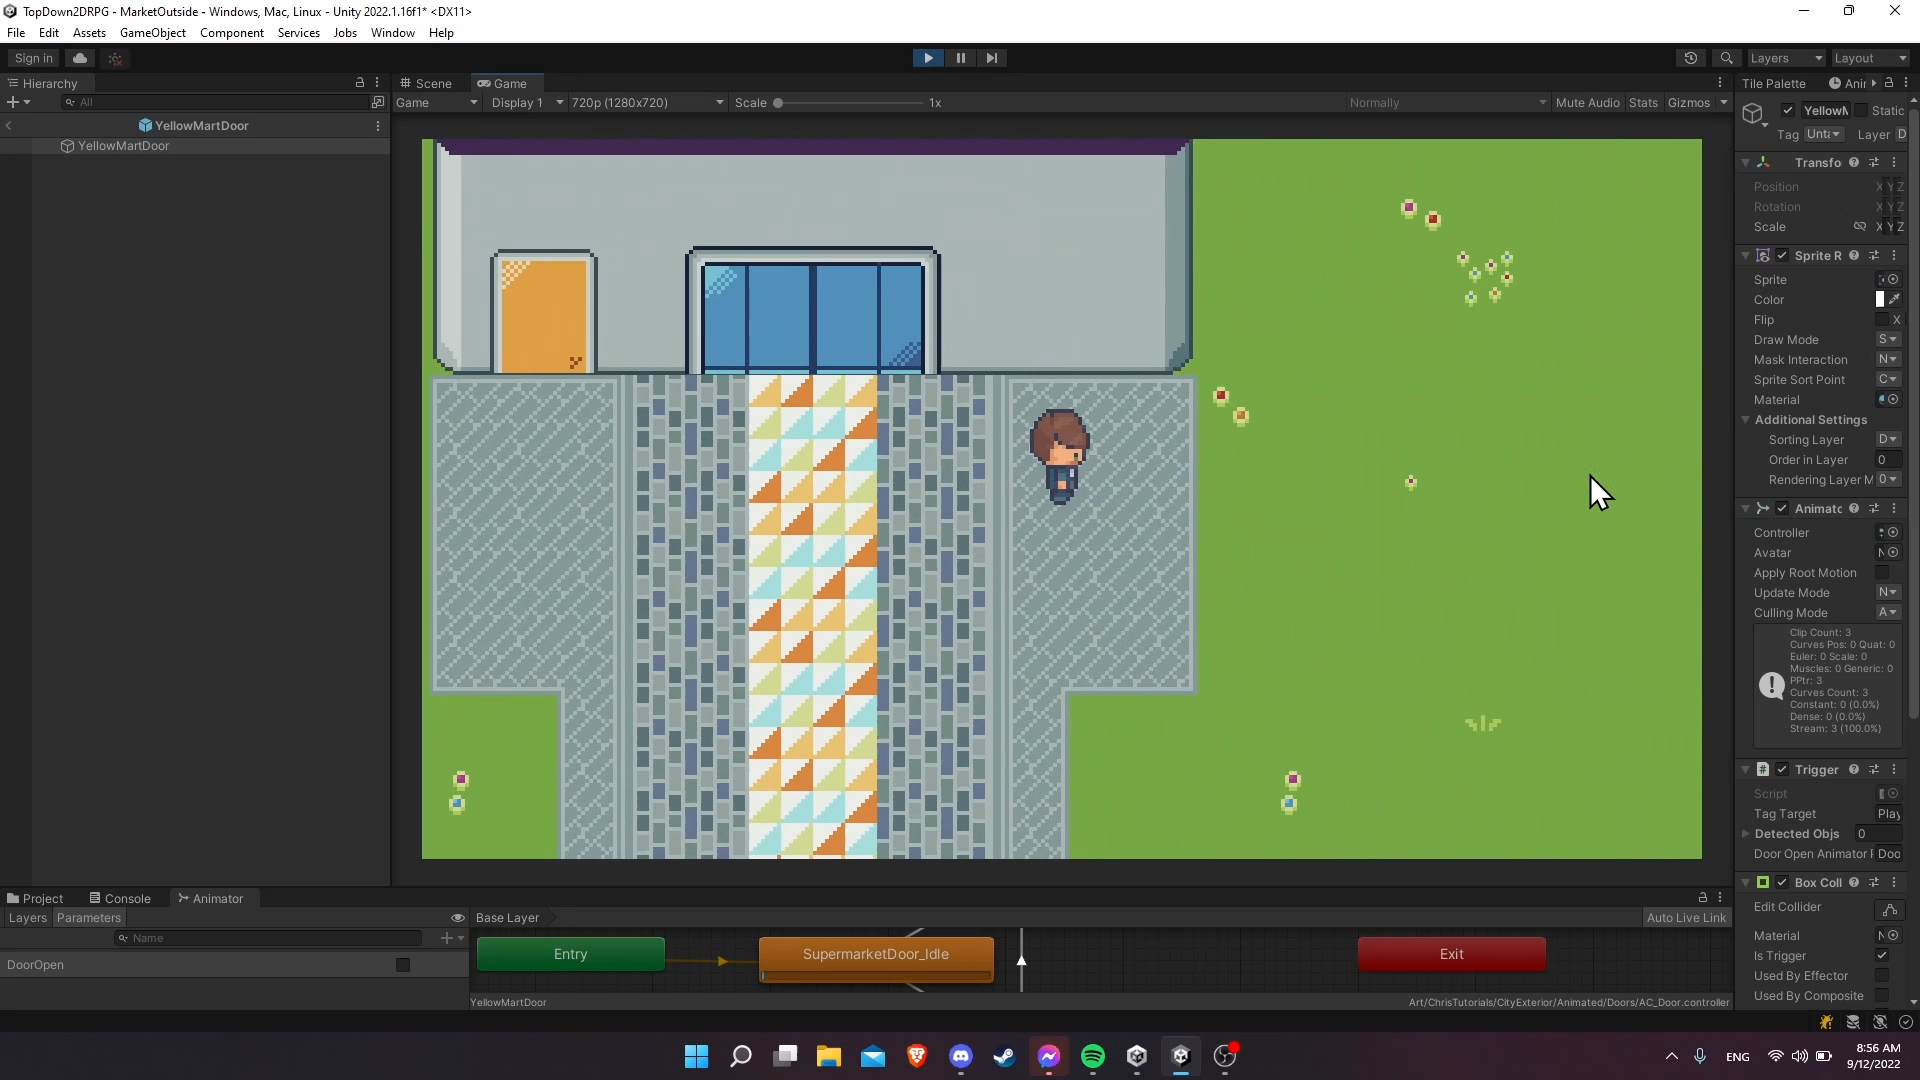 TopDown2DRPG - MarketOutside - Windows, Mac, Linux - Unity 2022.1.16f1* <DX11>
File Edit Assets GameObject Component Services Jobs Window Help
Sign in
Layers
Layout
Hierarchy
Scene
Game
Tile Palette
Anir
All
Game
Display 1
720p (1280x720)
Scale
1x
Normally
Mute Audio
Stats
Gizmos
YellowMartDoor
YellowMartDoor
YellowM
Static
Tag
Unta
Layer
D
Transfo
Position
X Y Z
Rotation
X Y Z
Scale
X Y Z
Sprite R
Sprite
Color
Flip
X
Draw Mode
S
Mask Interaction
N
Sprite Sort Point
C
Material
Additional Settings
Sorting Layer
D
Order in Layer
0
Rendering Layer M
0
Animatc
Controller
Avatar
N
Apply Root Motion
Update Mode
N
Culling Mode
A
Clip Count: 3
Curves Pos: 0 Quat: 0
Euler: 0 Scale: 0
Muscles: 0 Generic: 0
PPtr: 3
Curves Count: 3
Constant: 0 (0.0%)
Dense: 0 (0.0%)
Stream: 3 (100.0%)
Trigger
Script
Tag Target
Play
Detected Objs
0
Door Open Animator
Doo
Box Coll
Edit Collider
Material
N
Is Trigger
Used By Effector
Used By Composite
Project
Console
Animator
Layers
Parameters
Base Layer
Auto Live Link
Name
DoorOpen
Entry
SupermarketDoor_Idle
Exit
YellowMartDoor
Art/ChrisTutorials/CityExterior/Animated/Doors/AC_Door.controller
ENG
8:56 AM
9/12/2022